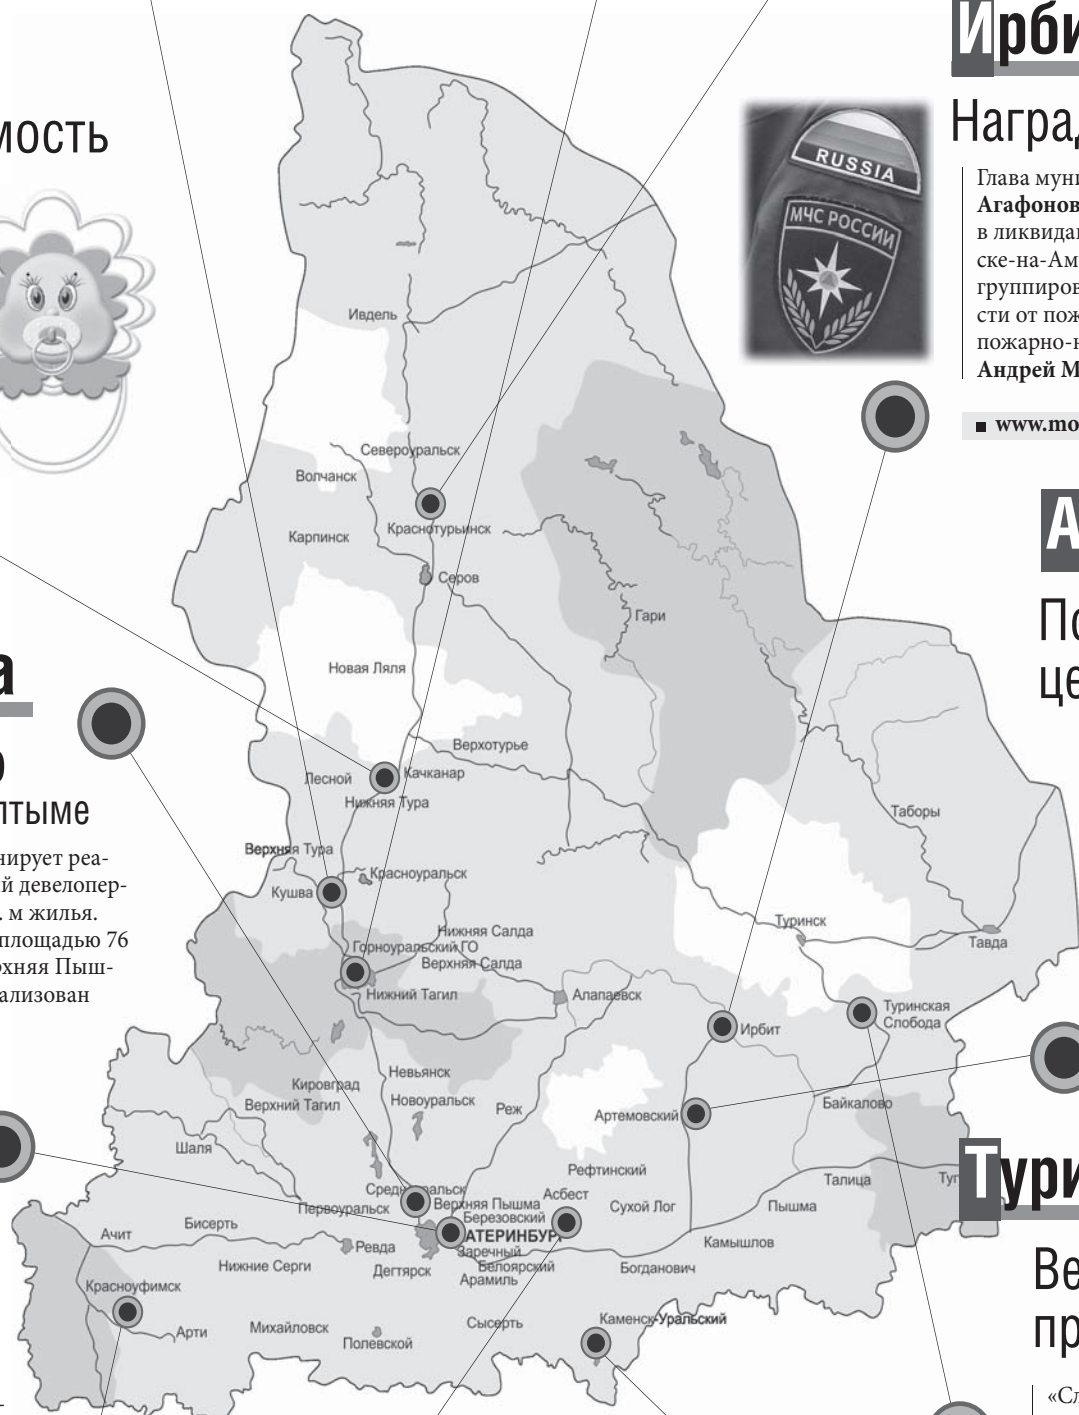 Ирби
мость
Наград
RUSSIA
МЧС РОССИИ
Глава муни
Агафонов
в ликвидац
ске-на-Ам
группиров
сти от пож
пожарно-н
Андрей М
www.mo
А
По
це
а
о
лтыме
нирует реа-
й девелопер-
. м жилья.
площадью 76
рхняя Пыш-
ализован
Ивдель
Североуральск
Волчанск
Краснотурьинск
Карпинск
Серов
Гари
Новая Ляля
Верхотурье
Лесной
Качканар
Нижняя Тура
Таборы
Верхняя Тура
Красноуральск
Кушва
Туринск
Нижняя Салда
Горноуральский ГО
Верхняя Салда
Тавда
Нижний Тагил
Алапаевск
Туринская
Слобода
Ирбит
Невьянск
Кировград
Новоуральск
Верхний Тагил
Реж
Артемовский
Байкалово
Шаля
Рефтинский
Талица
Туг
Тури
Среднеуральск
Верхняя Пышма
Асбест
Первоуральск
Березовский
Сухой Лог
Пышма
Бисерть
Ачит
АТЕРИНБУРГ
Заречный
Камышлов
Ревда
Нижние Серги
Дегтярск
Белоярский
Арамиль
Богданович
Красноуфимск
Арти
Михайловск
Полевской
Сысерть
Каменск-Уральский
Ве
пр
«Сл